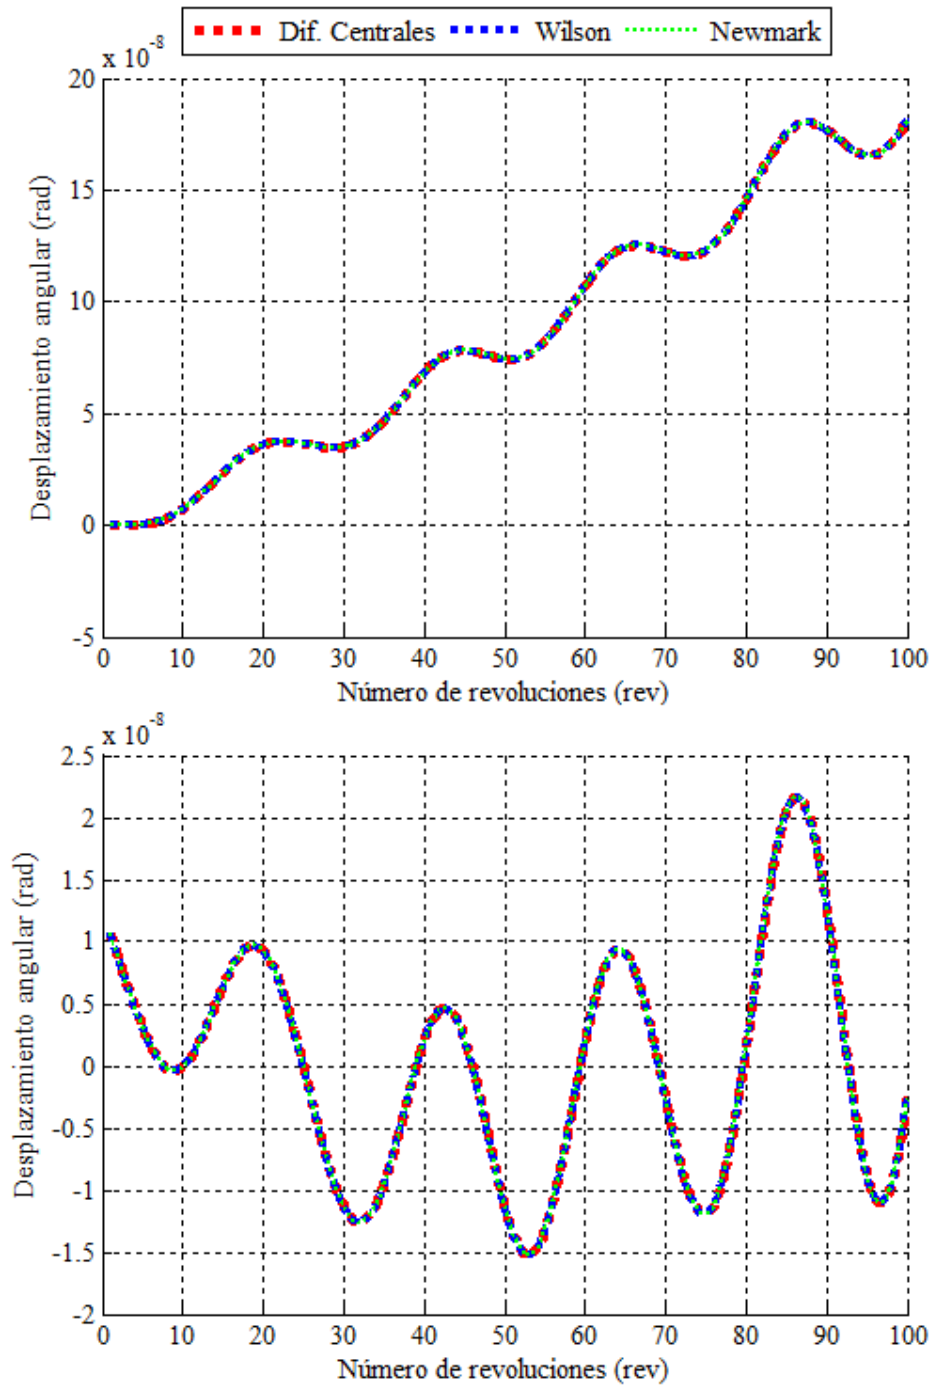 Dif. Centrales Wilson Newmark
x 10⁻⁸
20
15
10
5
0
-5
Desplazamiento angular (rad)
0 10 20 30 40 50 60 70 80 90 100
Número de revoluciones (rev)
x 10⁻⁸
2.5
2
1.5
1
0.5
0
-0.5
-1
-1.5
-2
Desplazamiento angular (rad)
0 10 20 30 40 50 60 70 80 90 100
Número de revoluciones (rev)